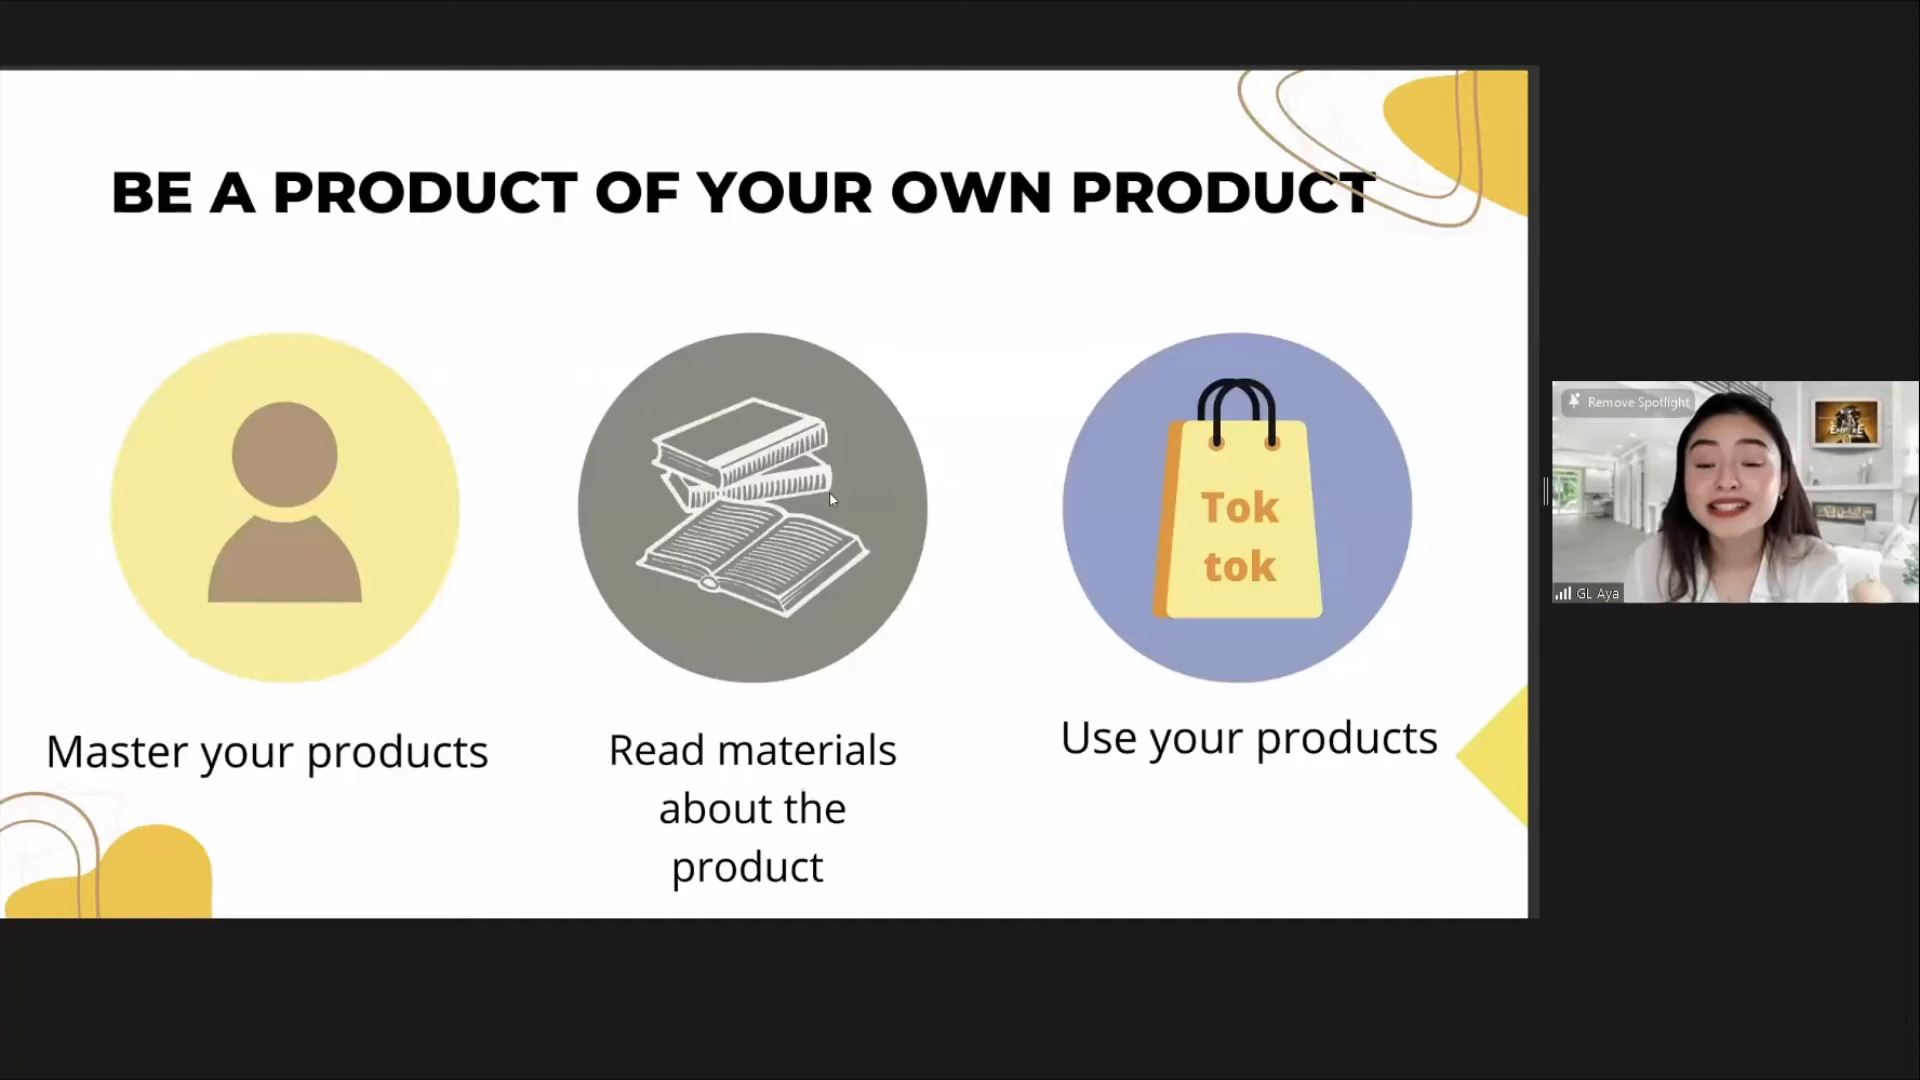 BE A PRODUCT OF YOUR OWN PRODUCT
Tok
tok
Master your products
Read materials
about the
product
Use your products
Remove Spotlight
EMPIRE
GL Aya